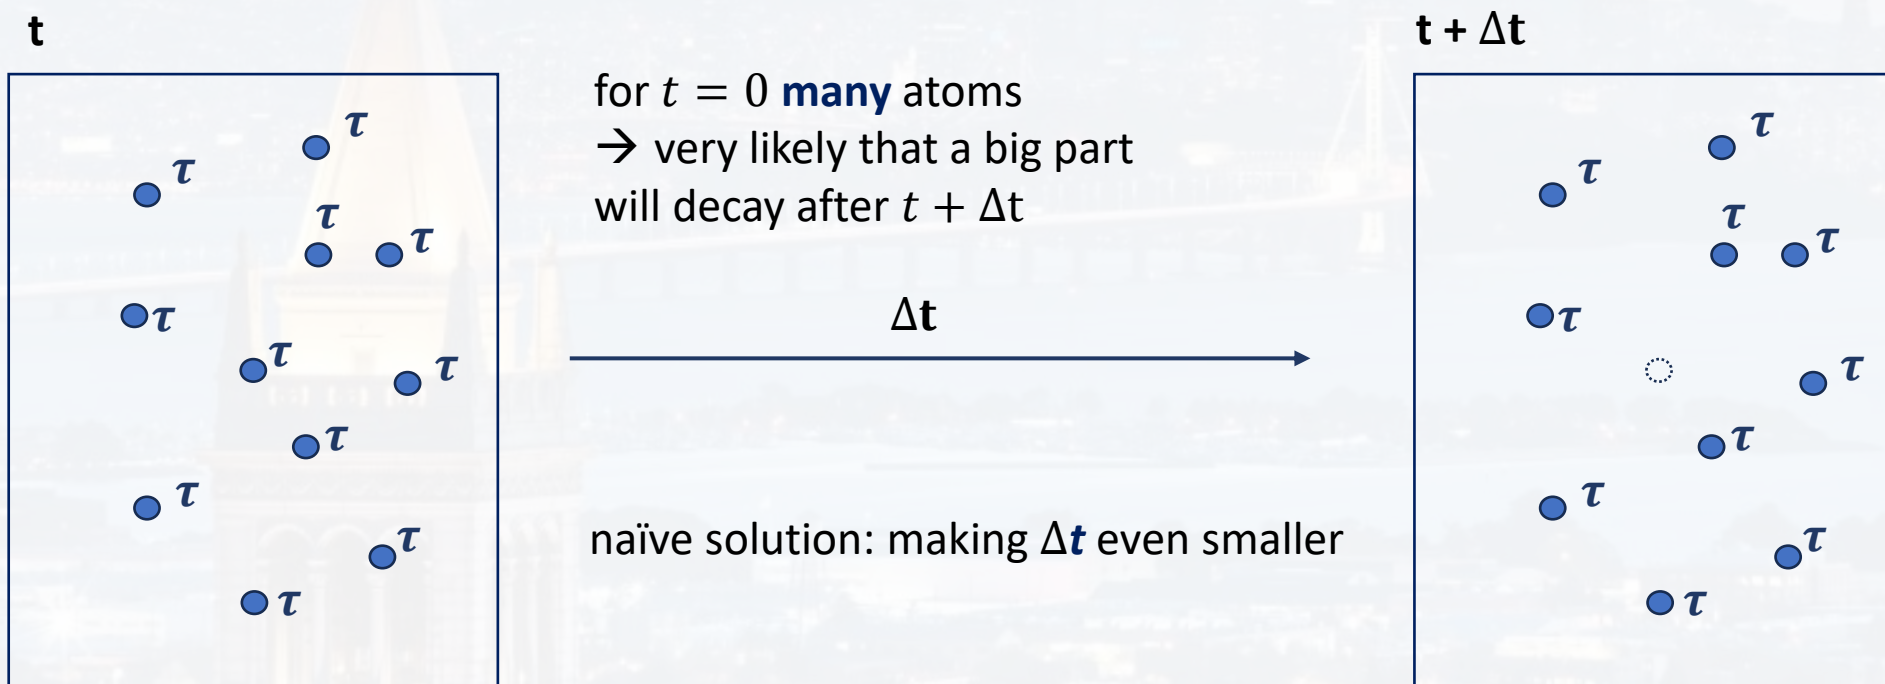 t
t + Δt
for t = 0 many atoms
→ very likely that a big part
will decay after t + Δt
τ
τ
τ
τ
τ
τ
τ
τ
τ
τ
τ
Δt
naïve solution: making Δt even smaller
τ
τ
τ
τ
τ
τ
τ
τ
τ
τ